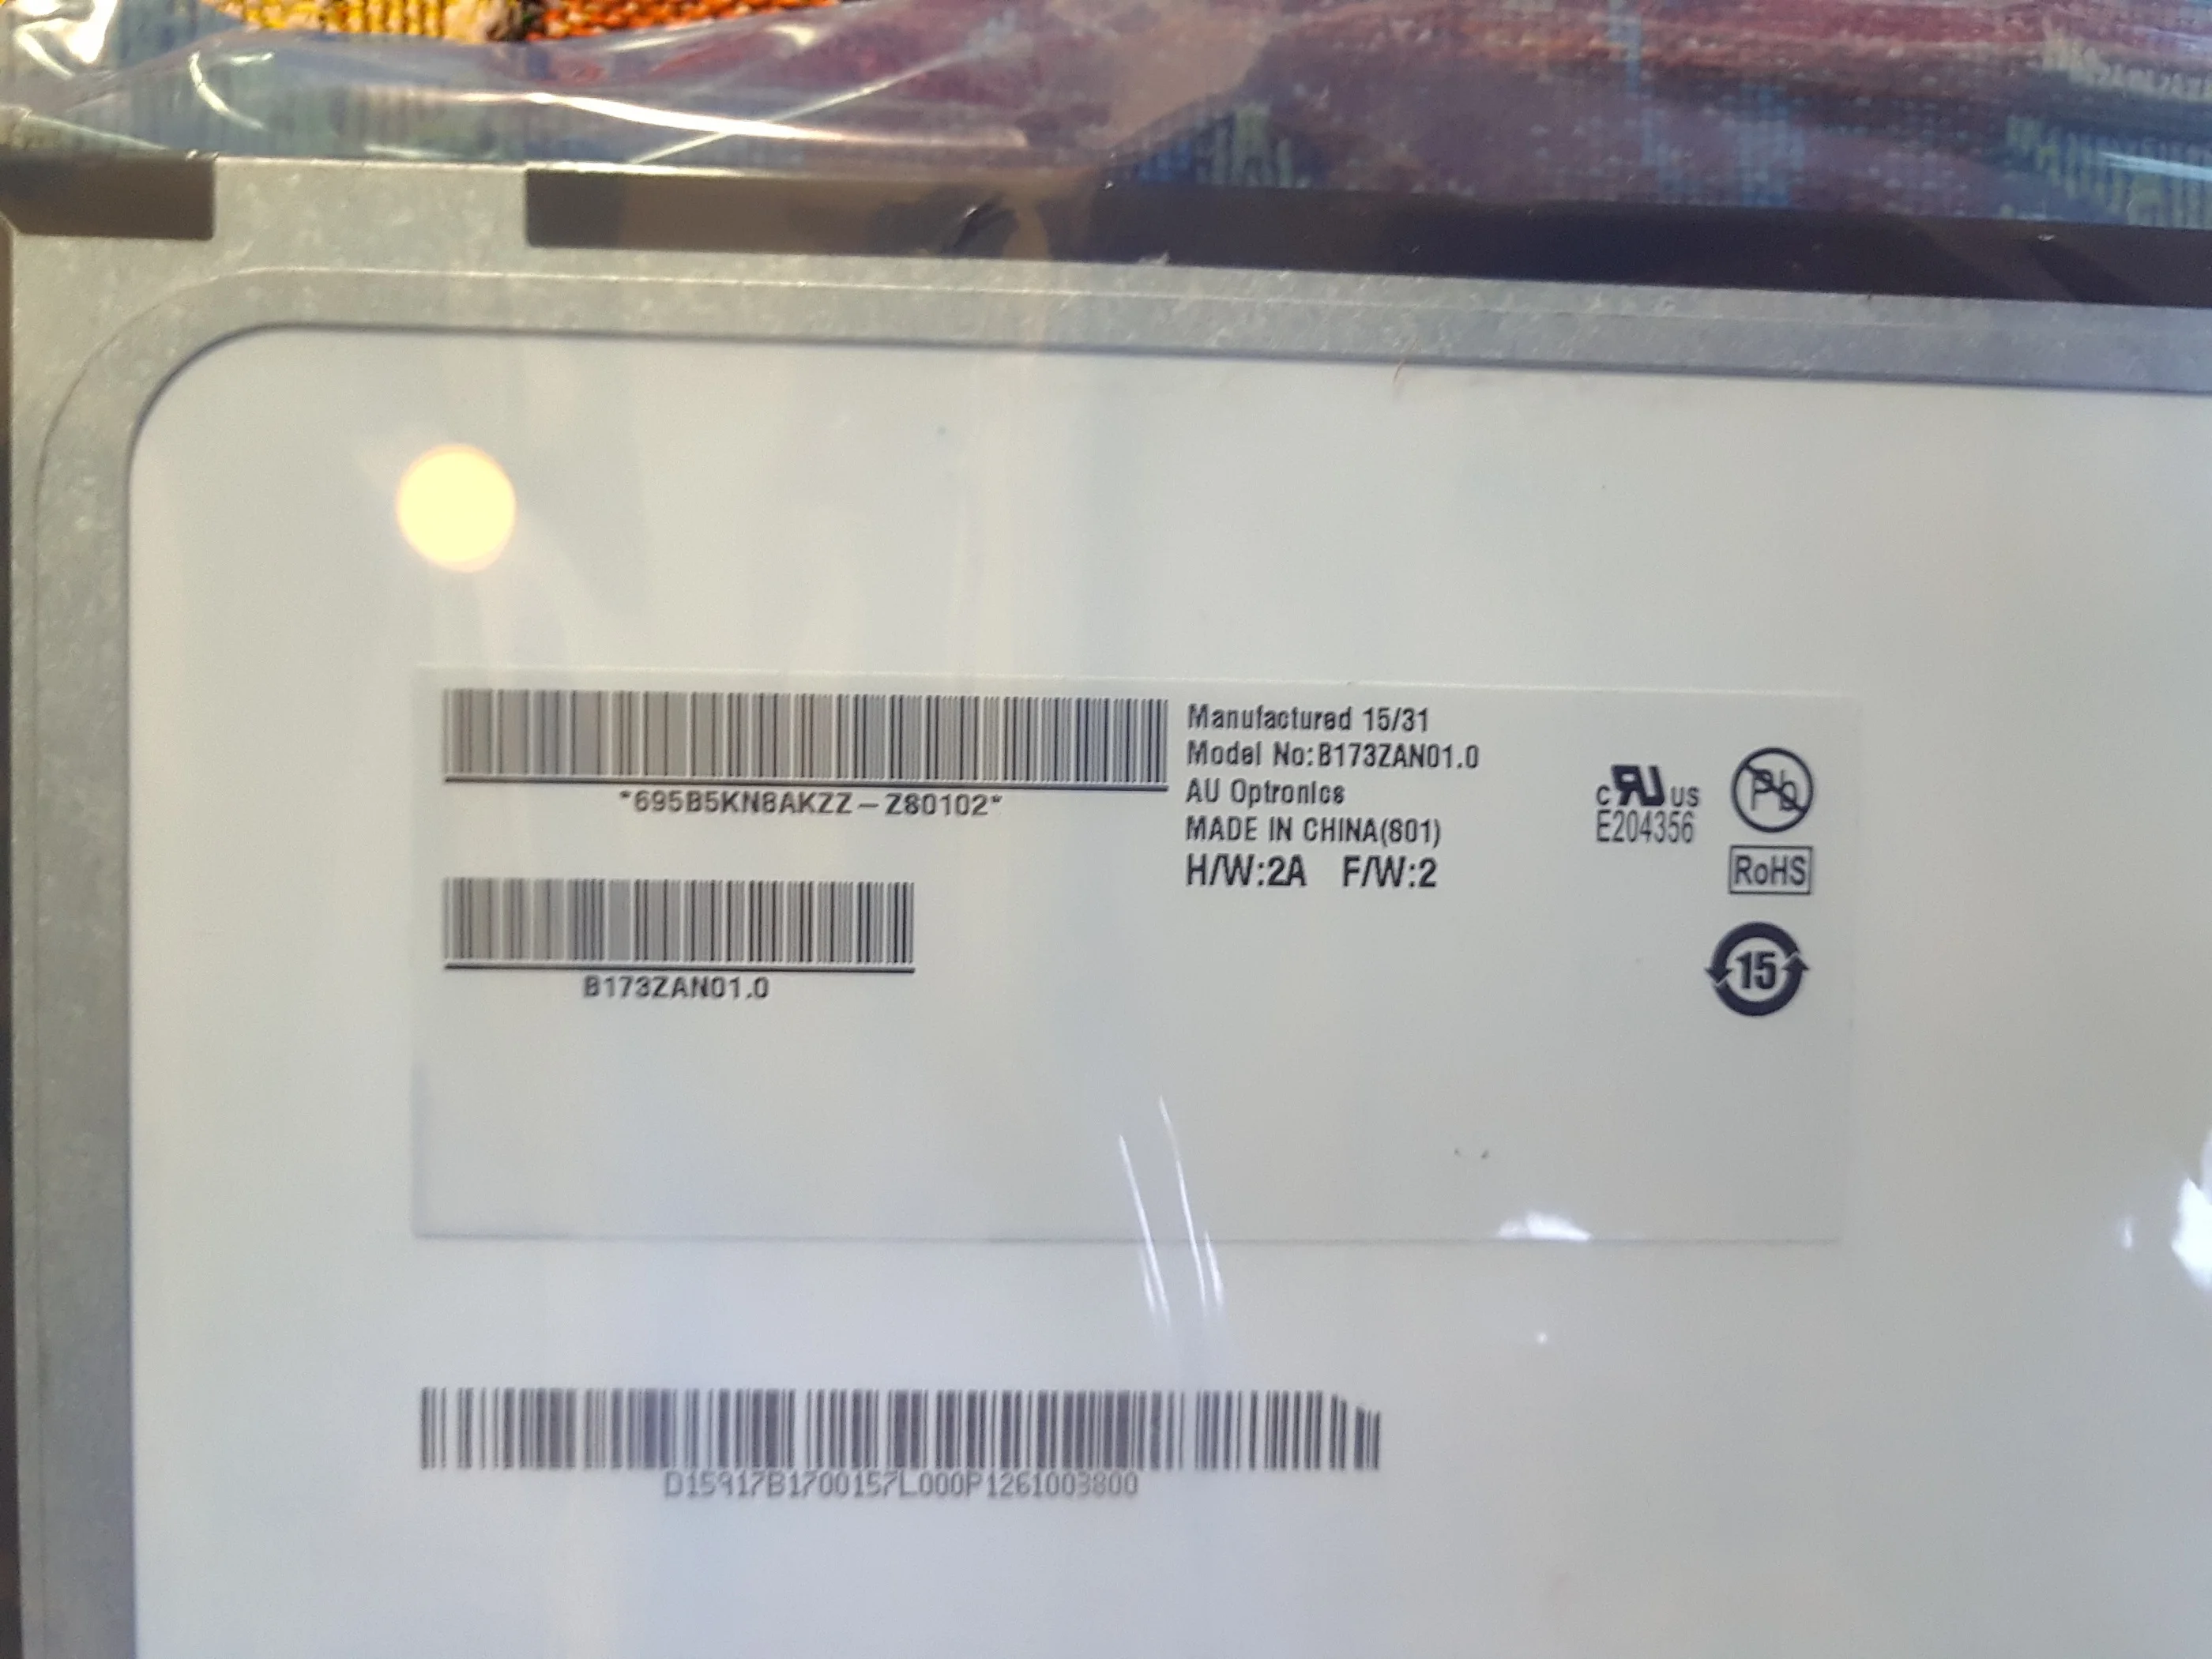 *695B5KN8AKZZ-Z80102*
B173ZAN01.0
Manufactured 15/31
Model No:B173ZAN01.0
AU Optronics
MADE IN CHINA(801)
H/W:2A F/W:2
c RU US
E204356
Pb
RoHS
15
D15917B1700157L000P1261003800